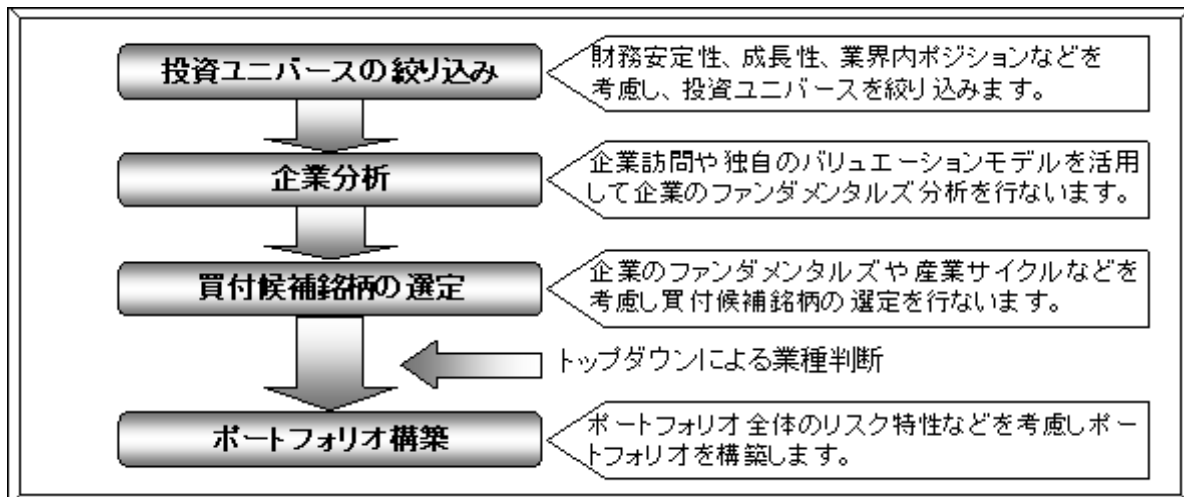 投資ユニバースの絞り込み
財務安定性、成長性、業界内ポジションなどを
考慮し、投資ユニバースを絞り込みます。
企業分析
企業訪問や独自のバリュエーションモデルを活用
して企業のファンダメンタルズ分析を行ないます。
買付候補銘柄の選定
企業のファンダメンタルズや産業サイクルなどを
考慮し買付候補銘柄の選定を行ないます。
トップダウンによる業種判断
ポートフォリオ構築
ポートフォリオ全体のリスク特性などを考慮しポー
トフォリオを構築します。